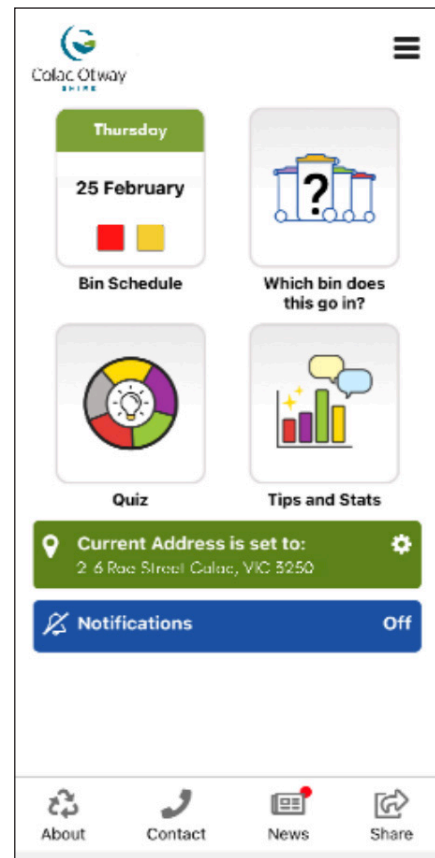 Colac Otway
SHIRE
Thursday
25 February
Bin Schedule
?
Which bin does
this go in?
Quiz
Tips and Stats
Current Address is set to:
2-6 Rae Street Colac, VIC 3250
Notifications
Off
About
Contact
News
Share